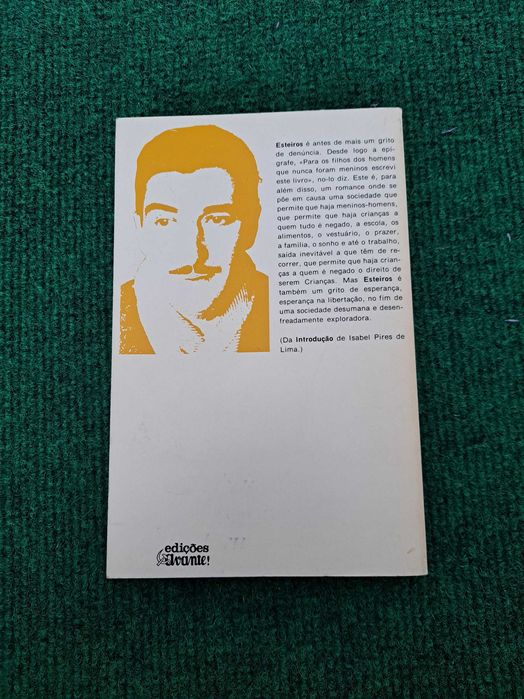 Esteiros é antes de mais um grito
de denúncia. Desde logo a epí-
grafe, «Para os filhos dos homens
que nunca foram meninos escrevi
este livro», no-lo diz. Este é, para
além disso, um romance onde se
põe em causa uma sociedade que
permite que haja meninos-homens,
que permite que haja crianças a
quem tudo é negado, a escola, os
alimentos, o vestuário, o prazer,
a família, o sonho e até o trabalho,
saída inevitável a que têm de re-
correr, que permite que haja crian-
ças a quem é negado o direito de
serem Crianças. Mas Esteiros é
também um grito de esperança,
esperança na libertação, no fim de
uma sociedade desumana e desen-
freadamente exploradora.
(Da Introdução de Isabel Pires de
Lima.)
edições
Avante!